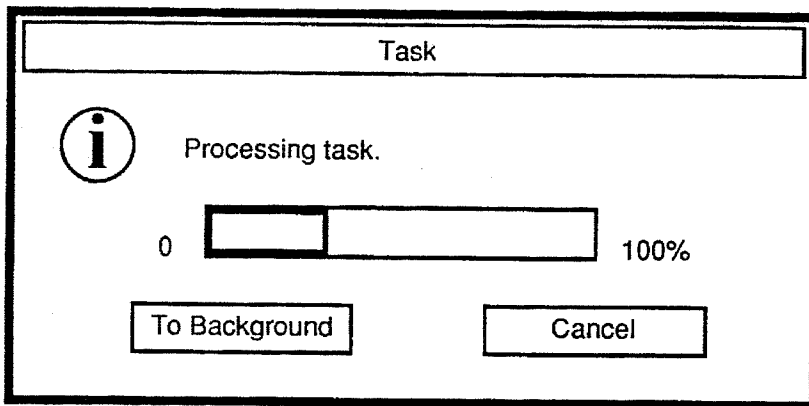 Task
i
Processing task.
0 100%
To Background
Cancel